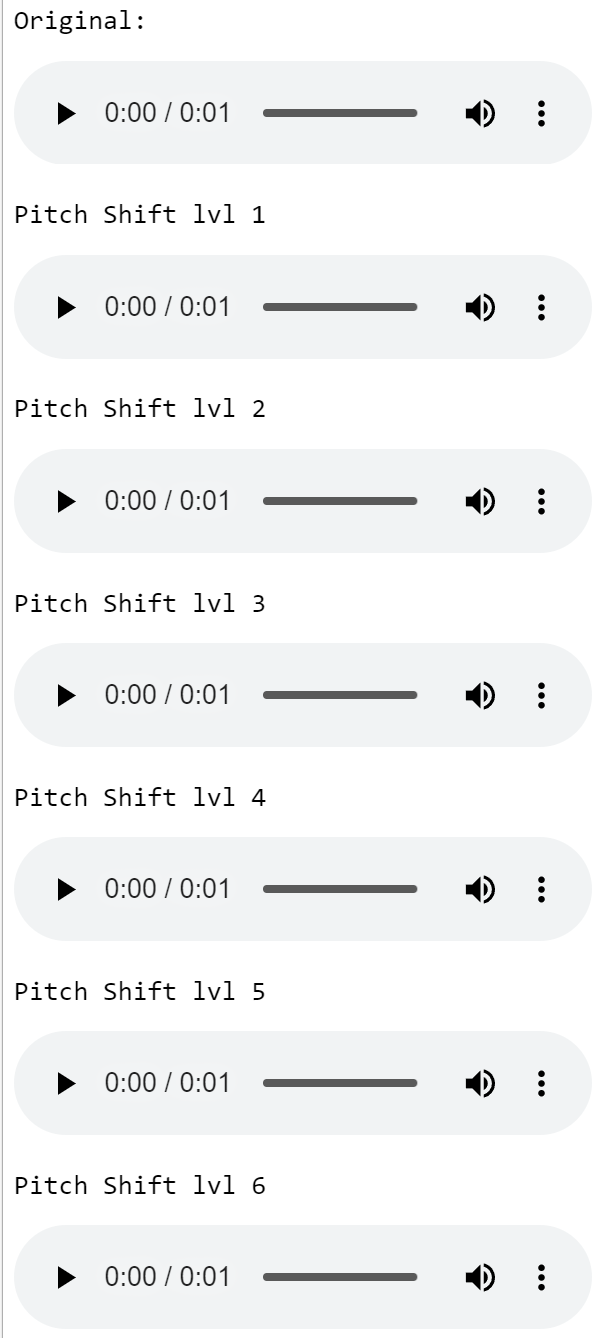 Original:
0:00 / 0:01
Pitch Shift lvl 1
0:00 / 0:01
Pitch Shift lvl 2
0:00 / 0:01
Pitch Shift lvl 3
0:00 / 0:01
Pitch Shift lvl 4
0:00 / 0:01
Pitch Shift lvl 5
0:00 / 0:01
Pitch Shift lvl 6
0:00 / 0:01